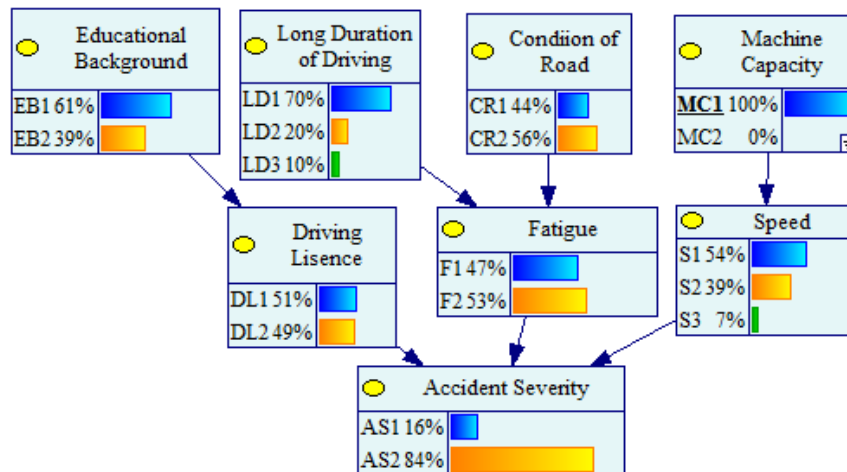 Educational
Background
EB1 61%
EB2 39%
Long Duration
of Driving
LD1 70%
LD2 20%
LD3 10%
Condiion of
Road
CR1 44%
CR2 56%
Machine
Capacity
MC1 100%
MC2 0%
Driving
Lisence
DL1 51%
DL2 49%
Fatigue
F1 47%
F2 53%
Speed
S1 54%
S2 39%
S3 7%
Accident Severity
AS1 16%
AS2 84%